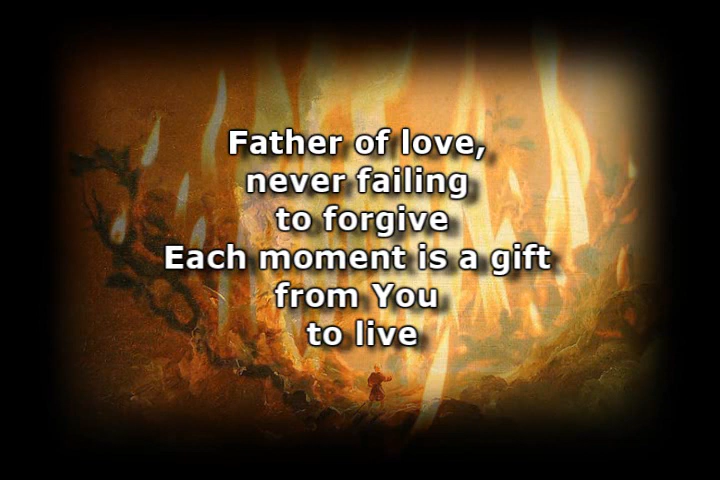 Father of love,
never failing
to forgive
Each moment is a gift
from You
to live